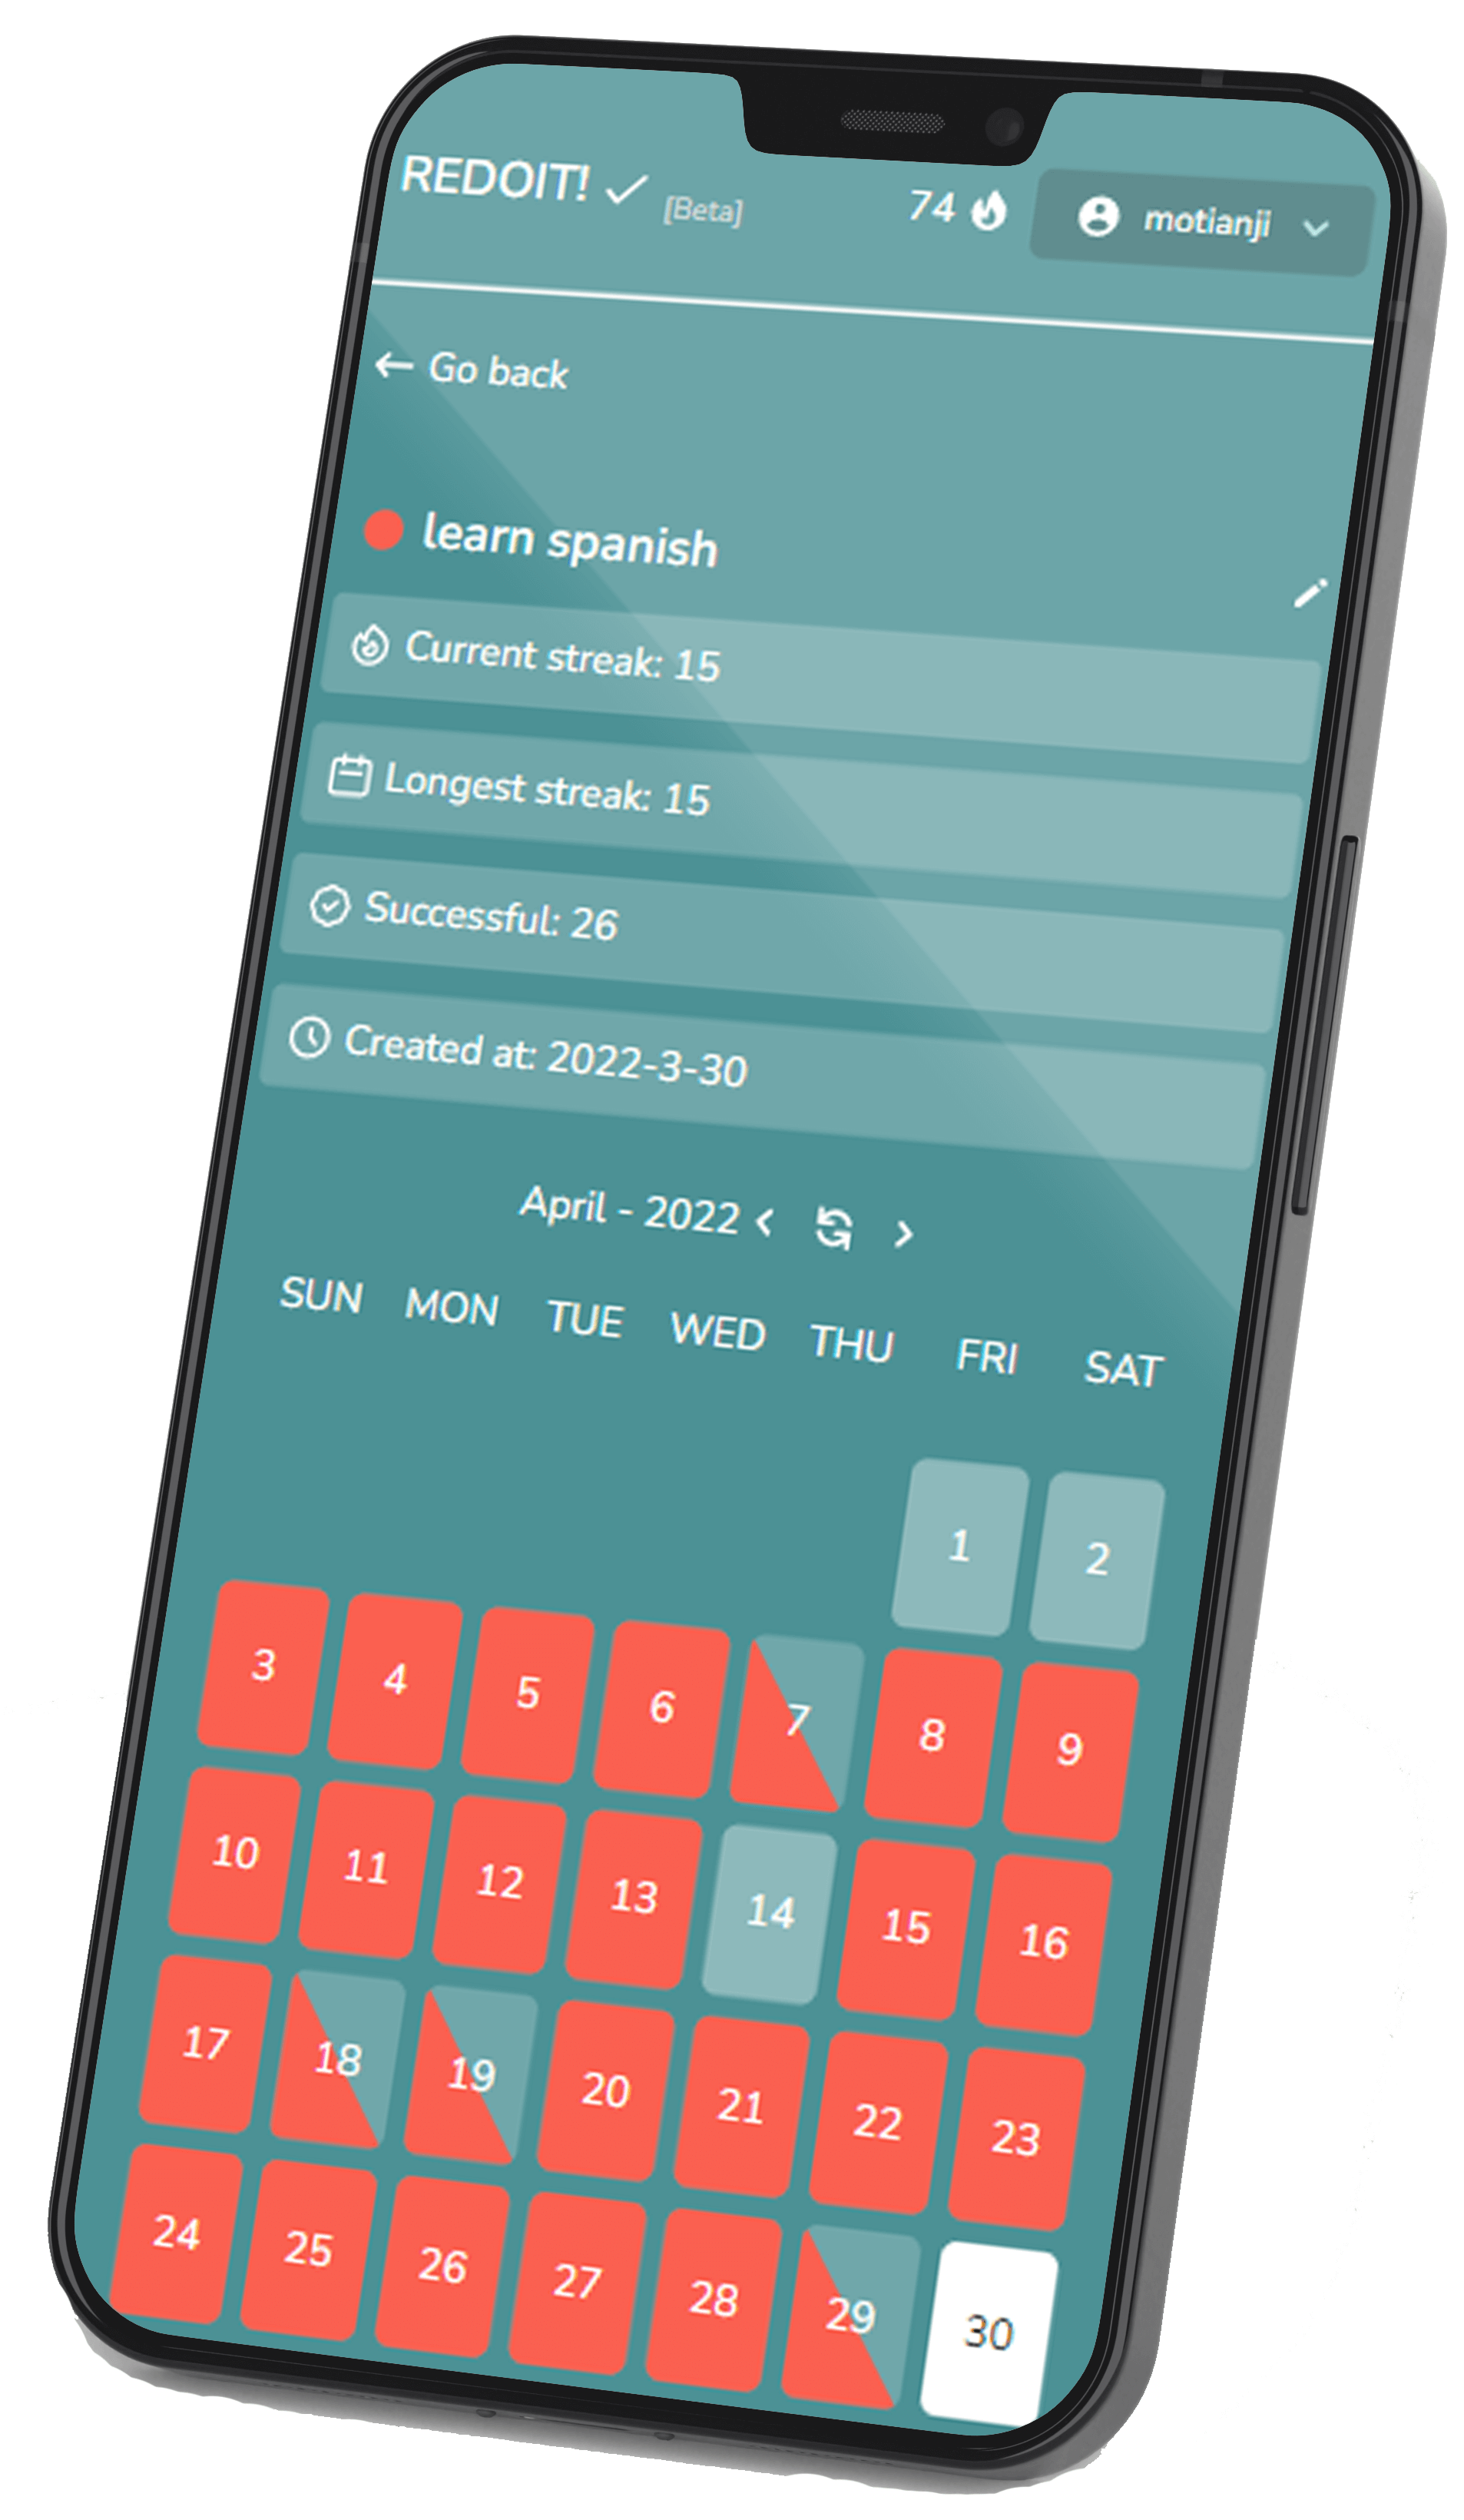 REDOIT! [Beta] 74 motianji
Go back
learn spanish
Current streak: 15
Longest streak: 15
Successful: 26
Created at: 2022-3-30
April - 2022
SUN MON TUE WED THU FRI SAT
1 2
3 4 5 6 7 8 9
10 11 12 13 14 15 16
17 18 19 20 21 22 23
24 25 26 27 28 29 30